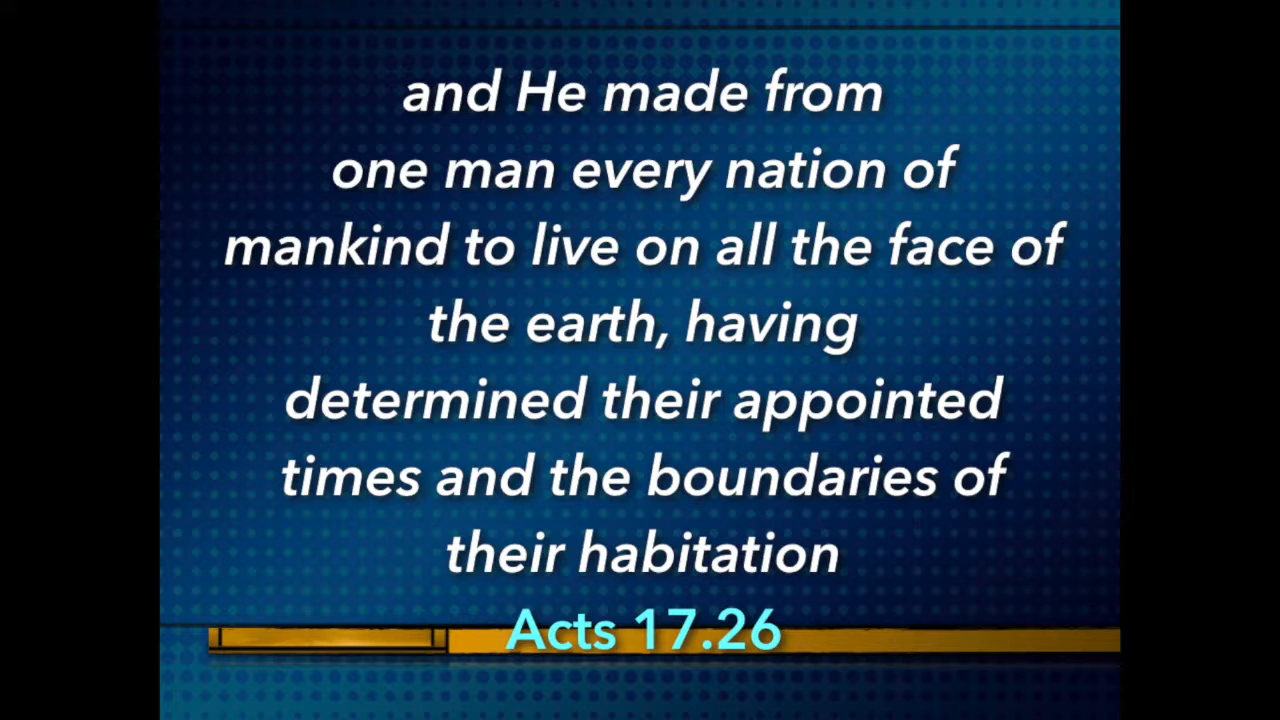 and He made from
one man every nation of
mankind to live on all the face of
the earth, having
determined their appointed
times and the boundaries of
their habitation
Acts 17.26